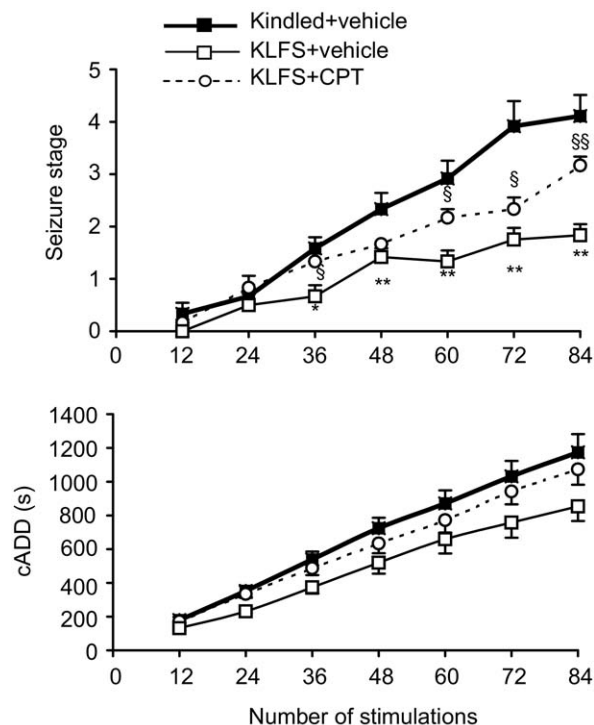 Kindled+vehicle
KLFS+vehicle
KLFS+CPT
Seizure stage
5
4
3
2
1
0
§§
§
§
§
*
**
**
**
**
0 12 24 36 48 60 72 84
cADD (s)
1400
1200
1000
800
600
400
200
0
0 12 24 36 48 60 72 84
Number of stimulations